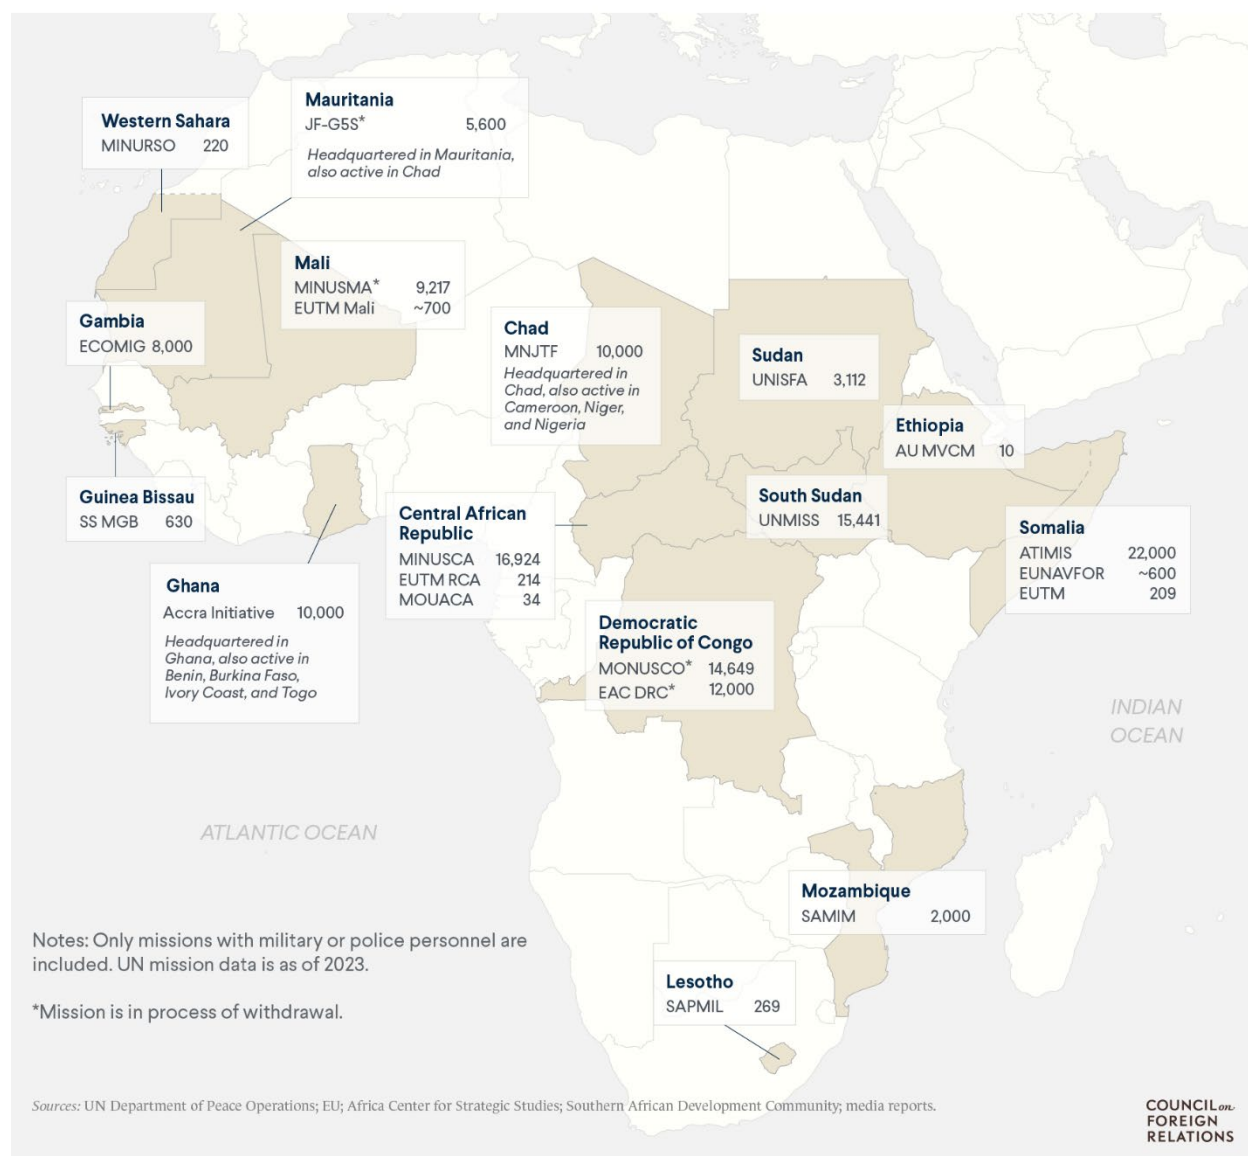 Mauritania
JF-G5S* 5,600
Headquartered in Mauritania,
also active in Chad
Western Sahara
MINURSO 220
Mali
MINUSMA* 9,217
EUTM Mali ~700
Gambia
ECOMIG 8,000
Chad
MNJTF 10,000
Headquartered in
Chad, also active in
Cameroon, Niger,
and Nigeria
Sudan
UNISFA 3,112
Ethiopia
AU MVCM 10
Guinea Bissau
SS MGB 630
Central African
Republic
MINUSCA 16,924
EUTM RCA 214
MOUACA 34
South Sudan
UNMISS 15,441
Somalia
ATIMIS 22,000
EUNAVFOR ~600
EUTM 209
Ghana
Accra Initiative 10,000
Headquartered in
Ghana, also active in
Benin, Burkina Faso,
Ivory Coast, and Togo
Democratic
Republic of Congo
MONUSCO* 14,649
EAC DRC* 12,000
INDIAN
OCEAN
ATLANTIC OCEAN
Mozambique
SAMIM 2,000
Notes: Only missions with military or police personnel are
included. UN mission data is as of 2023.
*Mission is in process of withdrawal.
Lesotho
SAPMIL 269
Sources: UN Department of Peace Operations; EU; Africa Center for Strategic Studies; Southern African Development Community; media reports.
COUNCIL on
FOREIGN
RELATIONS